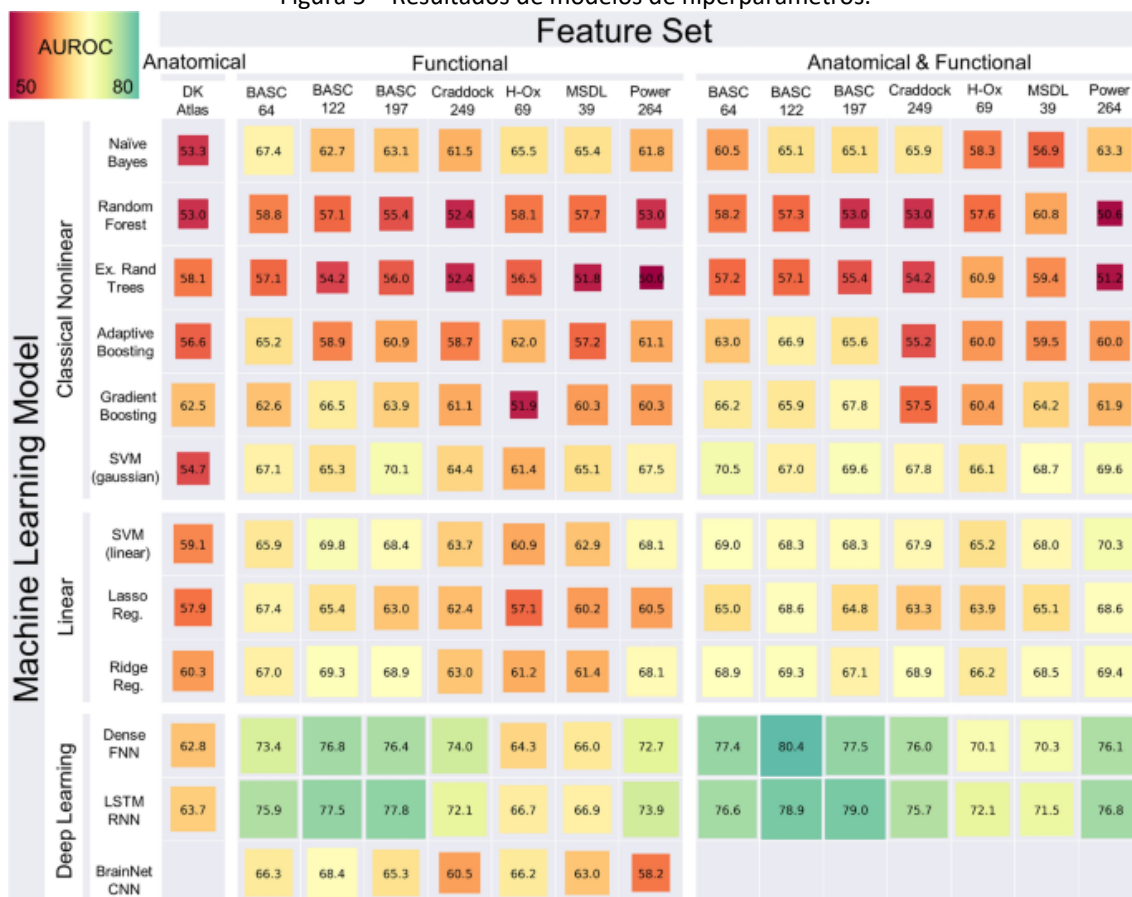 Figura 5 – Resultados de modelos de hiperparâmetros.
Feature Set
AUROC
50 80
Anatomical Functional Anatomical & Functional
DK Atlas BASC 64 BASC 122 BASC 197 Craddock 249 H-Ox 69 MSDL 39 Power 264 BASC 64 BASC 122 BASC 197 Craddock 249 H-Ox 69 MSDL 39 Power 264
Machine Learning Model
Classical Nonlinear
Naïve Bayes 53.3 67.4 62.7 63.1 61.5 65.5 65.4 61.8 60.5 65.1 65.1 65.9 58.3 56.9 63.3
Random Forest 53.0 58.8 57.1 55.4 52.4 58.1 57.7 53.0 58.2 57.3 53.0 53.0 57.6 60.8 50.6
Ex. Rand Trees 58.1 57.1 54.2 56.0 52.4 56.5 51.8 50.0 57.2 57.1 55.4 54.2 60.9 59.4 51.2
Adaptive Boosting 56.6 65.2 58.9 60.9 58.7 62.0 57.2 61.1 63.0 66.9 65.6 55.2 60.0 59.5 60.0
Gradient Boosting 62.5 62.6 66.5 63.9 61.1 51.9 60.3 60.3 66.2 65.9 67.8 57.5 60.4 64.2 61.9
SVM (gaussian) 54.7 67.1 65.3 70.1 64.4 61.4 65.1 67.5 70.5 67.0 69.6 67.8 66.1 68.7 69.6
Linear
SVM (linear) 59.1 65.9 69.8 68.4 63.7 60.9 62.9 68.1 69.0 68.3 68.3 67.9 65.2 68.0 70.3
Lasso Reg. 57.9 67.4 65.4 63.0 62.4 57.1 60.2 60.5 65.0 68.6 64.8 63.3 63.9 65.1 68.6
Ridge Reg. 60.3 67.0 69.3 68.9 63.0 61.2 61.4 68.1 68.9 69.3 67.1 68.9 66.2 68.5 69.4
Deep Learning
Dense FNN 62.8 73.4 76.8 76.4 74.0 64.3 66.0 72.7 77.4 80.4 77.5 76.0 70.1 70.3 76.1
LSTM RNN 63.7 75.9 77.5 77.8 72.1 66.7 66.9 73.9 76.6 78.9 79.0 75.7 72.1 71.5 76.8
BrainNet CNN 66.3 68.4 65.3 60.5 66.2 63.0 58.2